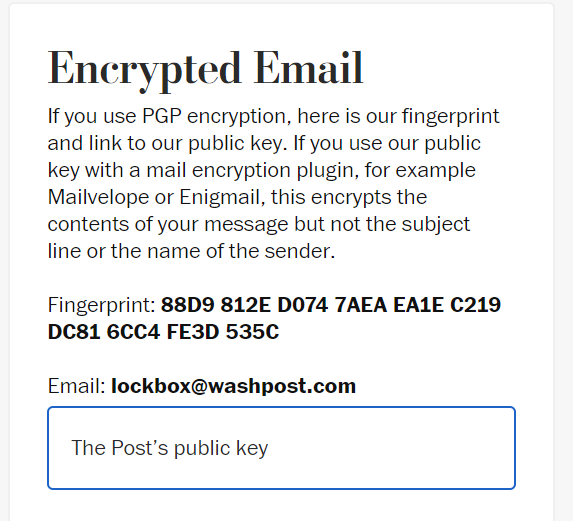 Encrypted Email
If you use PGP encryption, here is our fingerprint
and link to our public key. If you use our public
key with a mail encryption plugin, for example
Mailvelope or Enigmail, this encrypts the
contents of your message but not the subject
line or the name of the sender.
Fingerprint: 88D9 812E D074 7AEA EA1E C219
DC81 6CC4 FE3D 535C
Email: lockbox@washpost.com
The Post’s public key